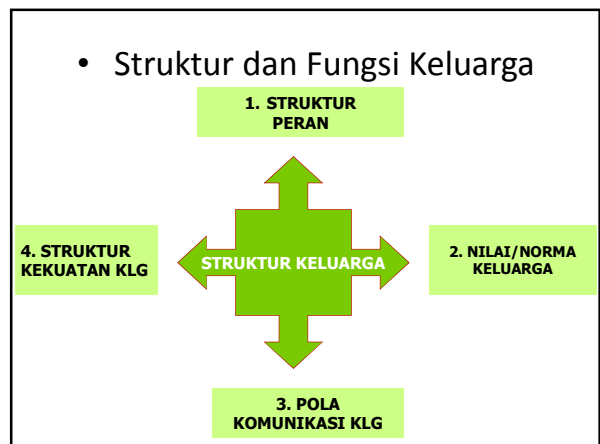 • Struktur dan Fungsi Keluarga
1. STRUKTUR
PERAN
4. STRUKTUR
KEKUATAN KLG
STRUKTUR KELUARGA
2. NILAI/NORMA
KELUARGA
3. POLA
KOMUNIKASI KLG